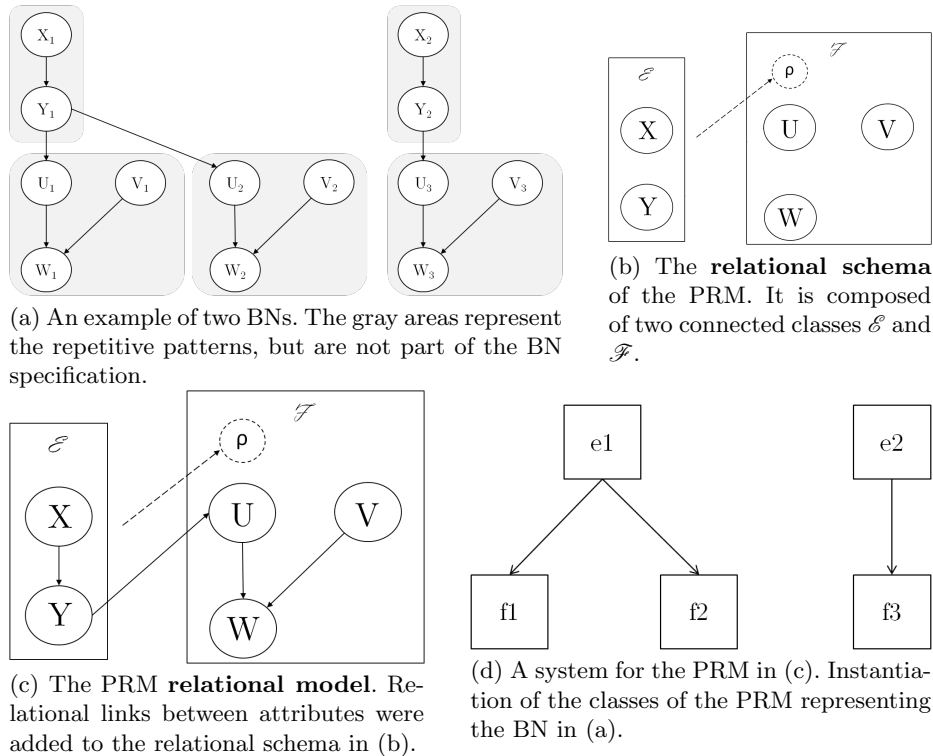 X1
X2
Y1
Y2
U1
V1
U2
V2
U3
V3
W1
W2
W3
(a) An example of two BNs. The gray areas represent
the repetitive patterns, but are not part of the BN
specification.
ℰ
ℱ
ρ
X
U
V
Y
W
(b) The relational schema
of the PRM. It is composed
of two connected classes ℰ and
ℱ.
ℰ
ℱ
ρ
X
U
V
Y
W
(c) The PRM relational model. Re-
lational links between attributes were
added to the relational schema in (b).
e1
e2
f1
f2
f3
(d) A system for the PRM in (c). Instantia-
tion of the classes of the PRM representing
the BN in (a).